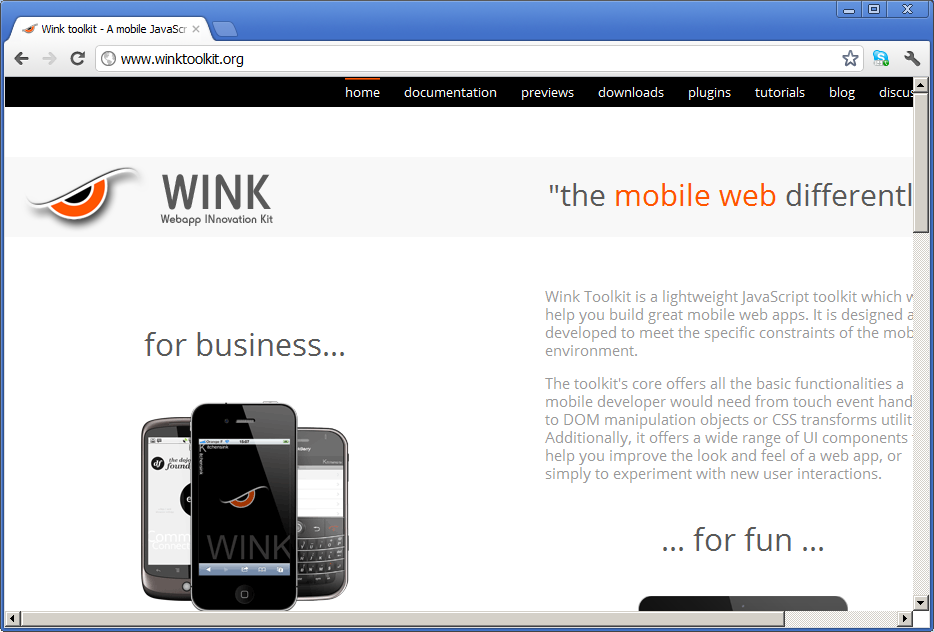 Wink toolkit - A mobile JavaSc
www.winktoolkit.org
home documentation previews downloads plugins tutorials blog discus
WINK
Webapp INnovation Kit
"the mobile web differentl
for business...
Wink Toolkit is a lightweight JavaScript toolkit which w
help you build great mobile web apps. It is designed a
developed to meet the specific constraints of the mob
environment.
The toolkit's core offers all the basic functionalities a
mobile developer would need from touch event hand
to DOM manipulation objects or CSS transforms utilit
Additionally, it offers a wide range of UI components
help you improve the look and feel of a web app, or
simply to experiment with new user interactions.
the dojo
found
WINK
... for fun ...